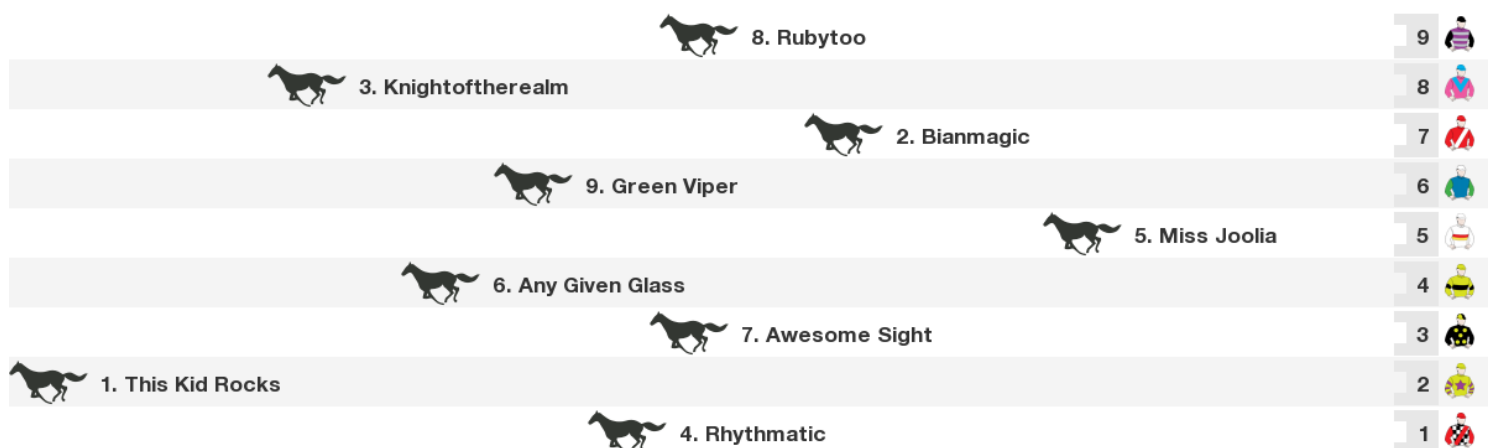 8. Rubytoo 9
3. Knightoftherealm 8
2. Bianmagic 7
9. Green Viper 6
5. Miss Joolia 5
6. Any Given Glass 4
7. Awesome Sight 3
1. This Kid Rocks 2
4. Rhythmatic 1